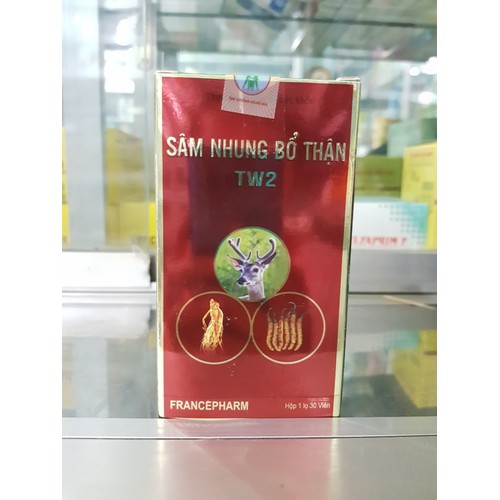 SÂM NHUNG BỔ THẬN
TW2
FRANCEPHARM
Hộp 1 lọ 30 Viên